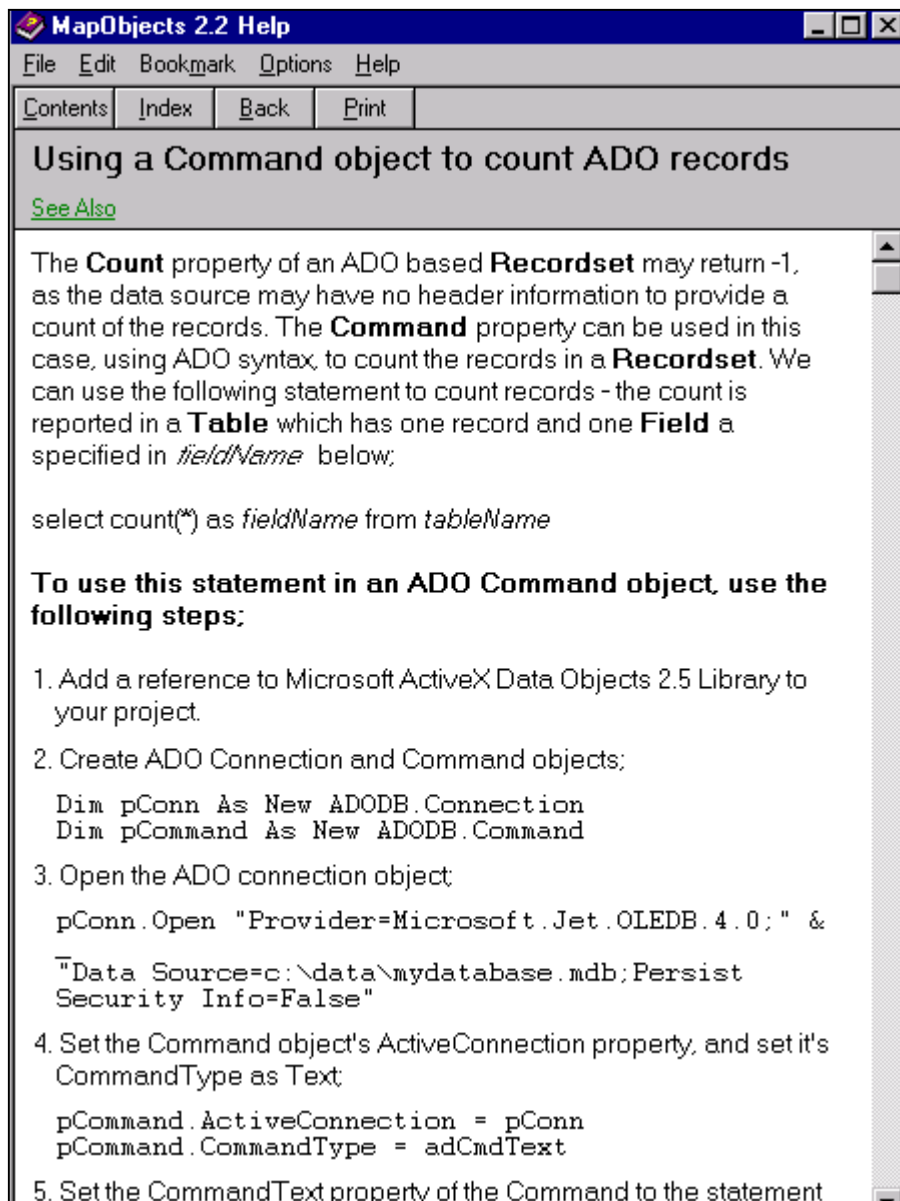 MapObjects 2.2 Help
File Edit Bookmark Options Help
Contents Index Back Print
Using a Command object to count ADO records
See Also
The Count property of an ADO based Recordset may return -1,
as the data source may have no header information to provide a
count of the records. The Command property can be used in this
case, using ADO syntax, to count the records in a Recordset. We
can use the following statement to count records - the count is
reported in a Table which has one record and one Field a
specified in fieldName below;
select count(*) as fieldName from tableName
To use this statement in an ADO Command object, use the
following steps;
1. Add a reference to Microsoft ActiveX Data Objects 2.5 Library to
your project.
2. Create ADO Connection and Command objects;
Dim pConn As New ADODB.Connection
Dim pCommand As New ADODB.Command
3. Open the ADO connection object;
pConn.Open "Provider=Microsoft.Jet.OLEDB.4.0;" &
_
"Data Source=c:\data\mydatabase.mdb;Persist
Security Info=False"
4. Set the Command object's ActiveConnection property, and set it's
CommandType as Text;
pCommand.ActiveConnection = pConn
pCommand.CommandType = adCmdText
5. Set the CommandText property of the Command to the statement